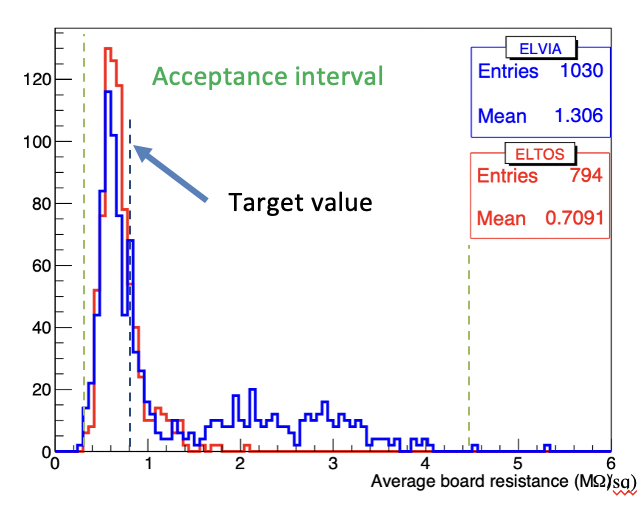 ELVIA
Entries 1030
Mean 1.306
ELTOS
Entries 794
Mean 0.7091
Acceptance interval
Target value
120
100
80
60
40
20
0
0 1 2 3 4 5 6
Average board resistance (MΩ/sq)